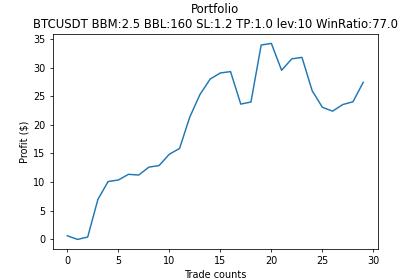 Portfolio
BTCUSDT BBM:2.5 BBL:160 SL:1.2 TP:1.0 lev:10 WinRatio:77.0
35
30
25
20
15
10
5
0
Profit ($)
0 5 10 15 20 25 30
Trade counts